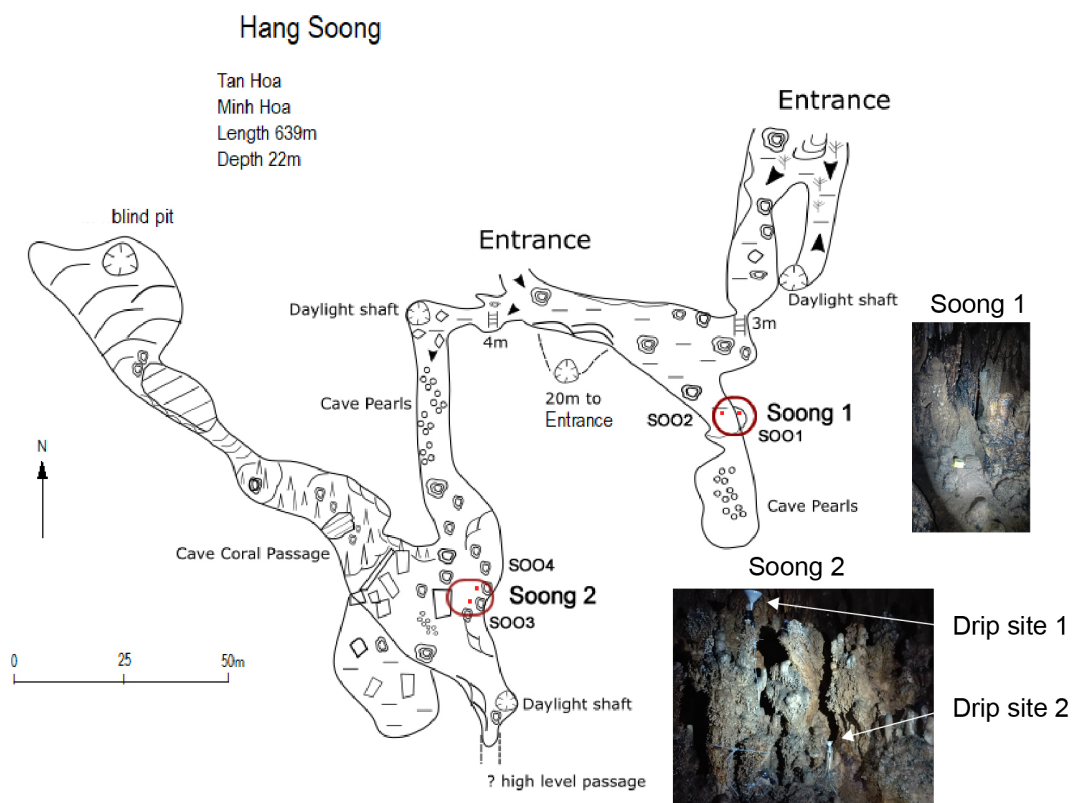 Hang Soong
Tan Hoa
Minh Hoa
Length 639m
Depth 22m
Entrance
blind pit
Entrance
Daylight shaft
Daylight shaft
Soong 1
3m
4m
Cave Pearls
20m to
Entrance
SOO2
Soong 1
SOO1
N
Cave Pearls
Cave Coral Passage
SOO4
Soong 2
Soong 2
SOO3
Drip site 1
0
25
50m
Daylight shaft
Drip site 2
? high level passage